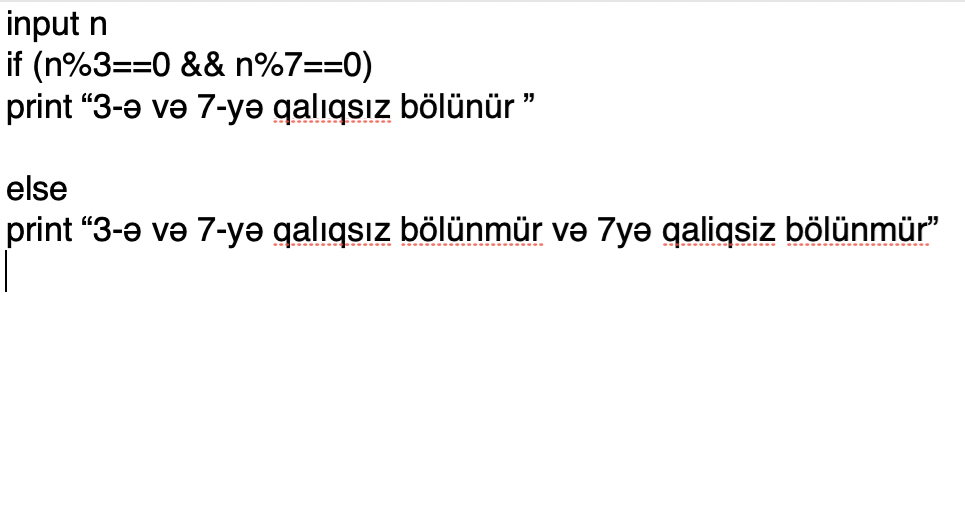 input n
if (n%3==0 && n%7==0)
print “3-ə və 7-yə qalıqsız bölünür ”
else
print “3-ə və 7-yə qalıqsız bölünmür və 7yə qaliqsiz bölünmür”